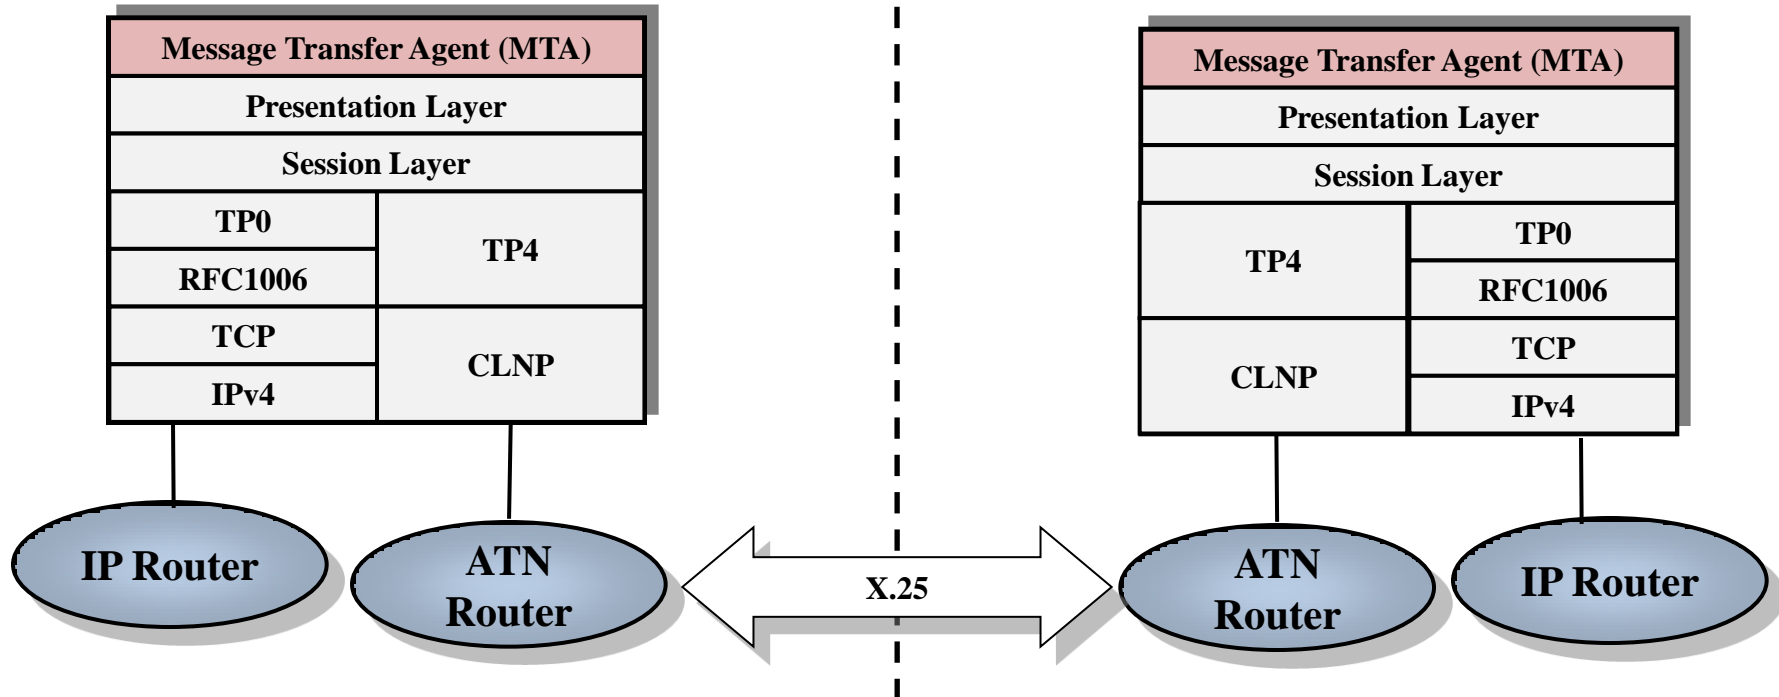 Message Transfer Agent (MTA)
Presentation Layer
Session Layer
TP0
RFC1006
TCP
IPv4
TP4
CLNP
IP Router
ATN
Router
X.25
Message Transfer Agent (MTA)
Presentation Layer
Session Layer
TP4
CLNP
TP0
RFC1006
TCP
IPv4
ATN
Router
IP Router